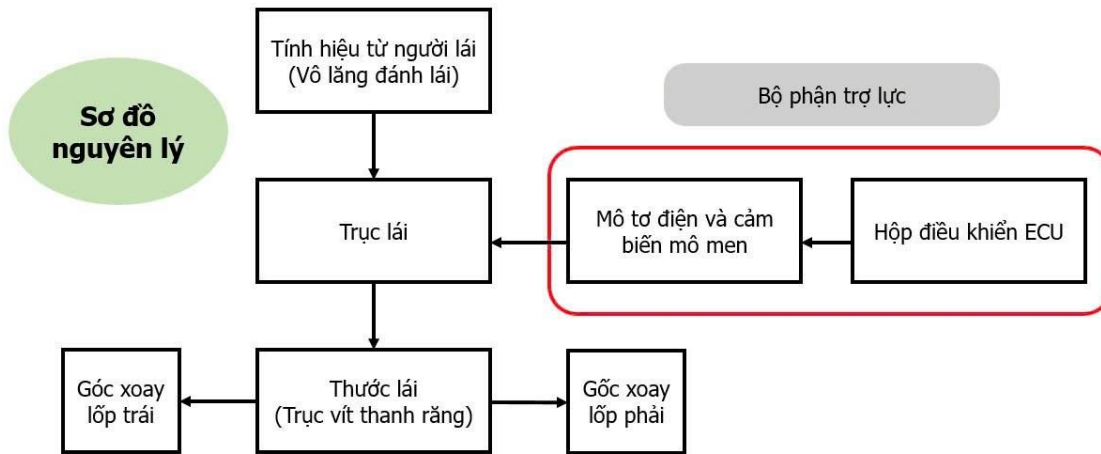 Tính hiệu từ người lái
(Vô lăng đánh lái)
Sơ đồ
nguyên lý
Bộ phận trợ lực
Trục lái
Mô tơ điện và cảm
biến mô men
Hộp điều khiển ECU
Góc xoay
lốp trái
Thước lái
(Trục vít thanh răng)
Gốc xoay
lốp phải